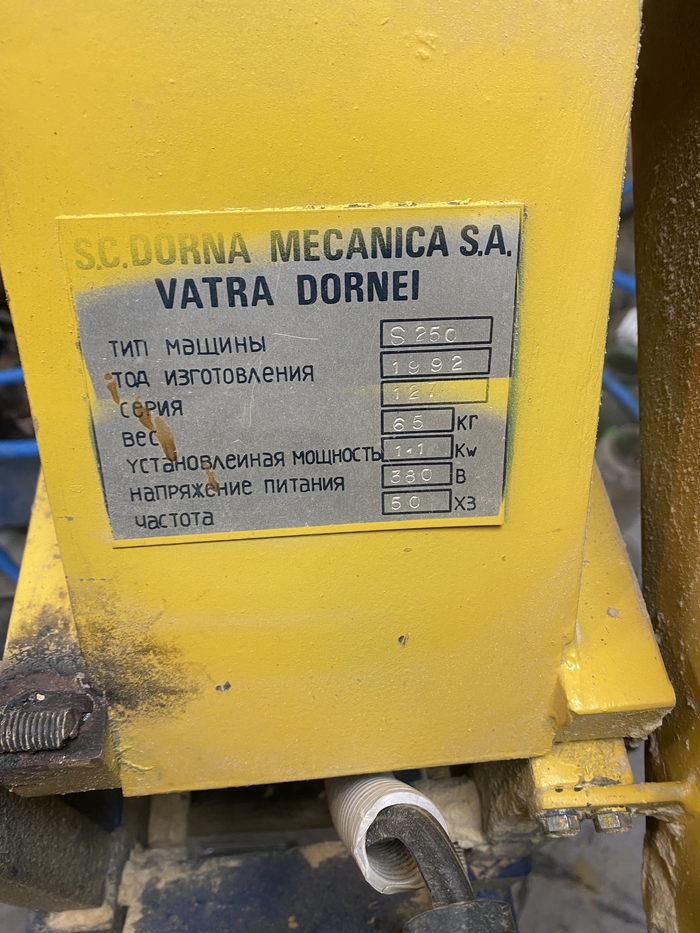 S.C.DORNA MECANICA S.A.
VATRA DORNEI
ТИП МАЩИНЫ S 250
ТОД ИЗГОТОВЛЕНИЯ 1992
СЕРИЯ 127
ВЕС 65 КГ
УСТАНОВЛЕИНАЯ МОЩНОСТЬ 1.1 Kw
НАПРЯЖЕНИЕ ПИТАНИЯ 380 В
ЧАСТОТА 50 ХЗ